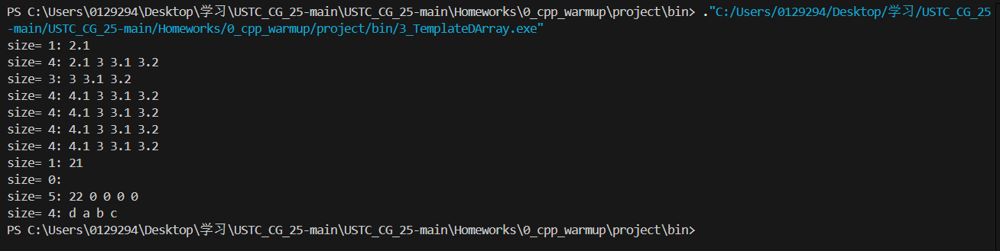 PS C:\Users\0129294\Desktop\学习\USTC_CG_25-main\USTC_CG_25-main\Homeworks\0_cpp_warmup\project\bin> ."C:/Users/0129294/Desktop/学习/USTC_CG_25
-main/USTC_CG_25-main/Homeworks/0_cpp_warmup/project/bin/3_TemplateDArray.exe"
size= 1: 2.1
size= 4: 2.1 3 3.1 3.2
size= 3: 3 3.1 3.2
size= 4: 4.1 3 3.1 3.2
size= 4: 4.1 3 3.1 3.2
size= 4: 4.1 3 3.1 3.2
size= 4: 4.1 3 3.1 3.2
size= 1: 21
size= 0:
size= 5: 22 0 0 0 0
size= 4: d a b c
PS C:\Users\0129294\Desktop\学习\USTC_CG_25-main\USTC_CG_25-main\Homeworks\0_cpp_warmup\project\bin>